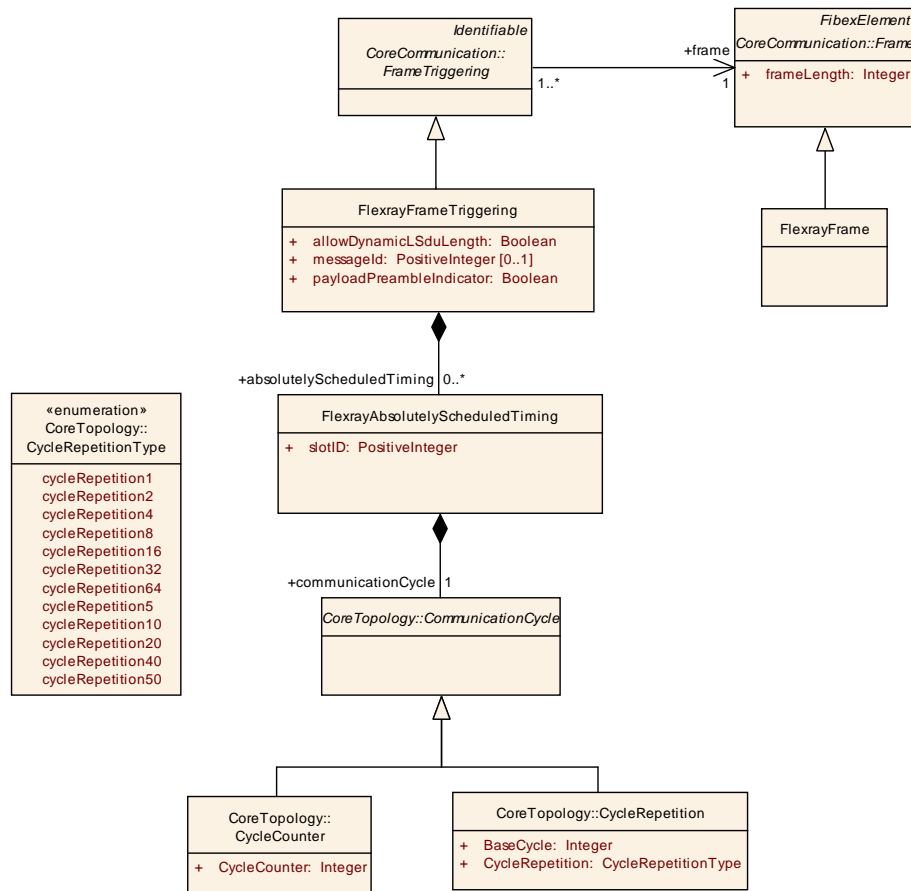 Identifiable
CoreCommunication::
FrameTriggering
FibexElement
CoreCommunication::Frame
+ frameLength: Integer
+frame
1..*
1
FlexrayFrameTriggering
+ allowDynamicLSduLength: Boolean
+ messageId: PositiveInteger [0..1]
+ payloadPreambleIndicator: Boolean
FlexrayFrame
+absolutelyScheduledTiming
0..*
FlexrayAbsolutelyScheduledTiming
+ slotID: PositiveInteger
«enumeration»
CoreTopology::
CycleRepetitionType
cycleRepetition1
cycleRepetition2
cycleRepetition4
cycleRepetition8
cycleRepetition16
cycleRepetition32
cycleRepetition64
cycleRepetition5
cycleRepetition10
cycleRepetition20
cycleRepetition40
cycleRepetition50
+communicationCycle
1
CoreTopology::CommunicationCycle
CoreTopology::
CycleCounter
+ CycleCounter: Integer
CoreTopology::CycleRepetition
+ BaseCycle: Integer
+ CycleRepetition: CycleRepetitionType